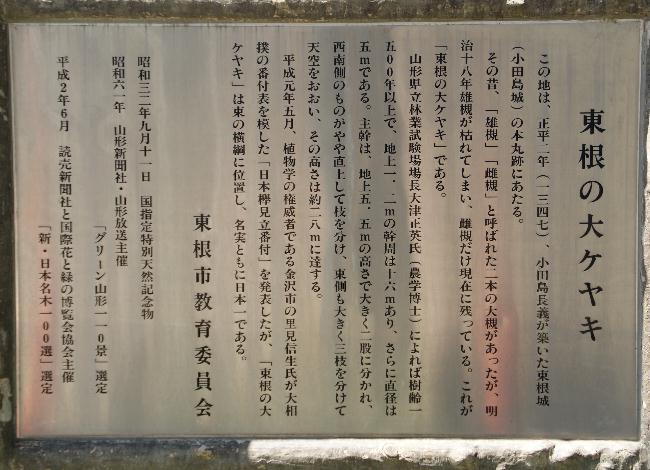 東根の大ケヤキ
この地は、正平二年（一三四七）、小田島長義が築いた東根城
（小田島城）の本丸跡にあたる。
その昔、「雄槻」「雌槻」と呼ばれた二本の大槻があったが、明
治十八年雄槻が枯れてしまい、雌槻だけ現在に残っている。これが
「東根の大ケヤキ」である。
山形県立林業試験場場長大津正英氏（農学博士）によれば樹齢一
五００年以上で、地上一．二ｍの幹周は十六ｍあり、さらに直径は
五ｍである。主幹は、地上五．五ｍの高さで大きく二股に分かれ、
西南側のものがやや直上して枝を分け、東側も大きく三枝を分けて
天空をおおい、その高さは約二八ｍに達する。
平成元年五月、植物学の権威者である金沢市の里見信生氏が大相
撲の番付表を模した「日本欅見立番付」を発表したが、「東根の大
ケヤキ」は東の横綱に位置し、名実ともに日本一である。
東根市教育委員会
昭和三二年九月十一日　国指定特別天然記念物
昭和六一年　山形新聞社・山形放送主催
「グリーン山形一一０景」選定
平成２年６月　読売新聞社と国際花と緑の博覧会協会主催
「新・日本名木一００選」選定